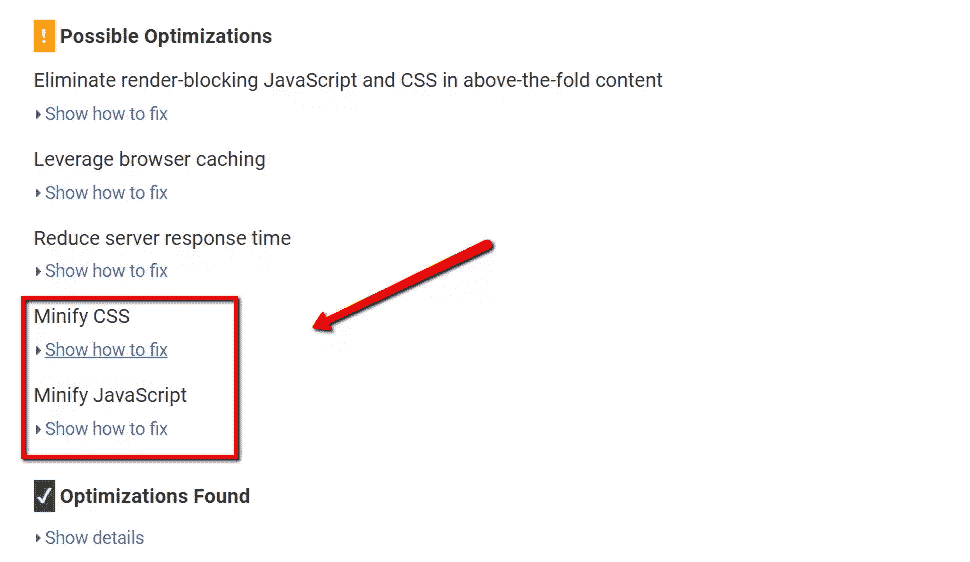 ! Possible Optimizations
Eliminate render-blocking JavaScript and CSS in above-the-fold content
Show how to fix
Leverage browser caching
Show how to fix
Reduce server response time
Show how to fix
Minify CSS
Show how to fix
Minify JavaScript
Show how to fix
Optimizations Found
Show details